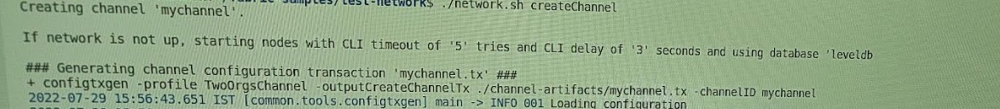 samples/test-network$ ./network.sh createChannel
Creating channel 'mychannel'.
If network is not up, starting nodes with CLI timeout of '5' tries and CLI delay of '3' seconds and using database 'leveldb
### Generating channel configuration transaction 'mychannel.tx' ###
+ configtxgen -profile TwoOrgsChannel -outputCreateChannelTx ./channel-artifacts/mychannel.tx -channelID mychannel
2022-07-29 15:56:43.651 IST [common.tools.configtxgen] main -> INFO 001 Loading configuration